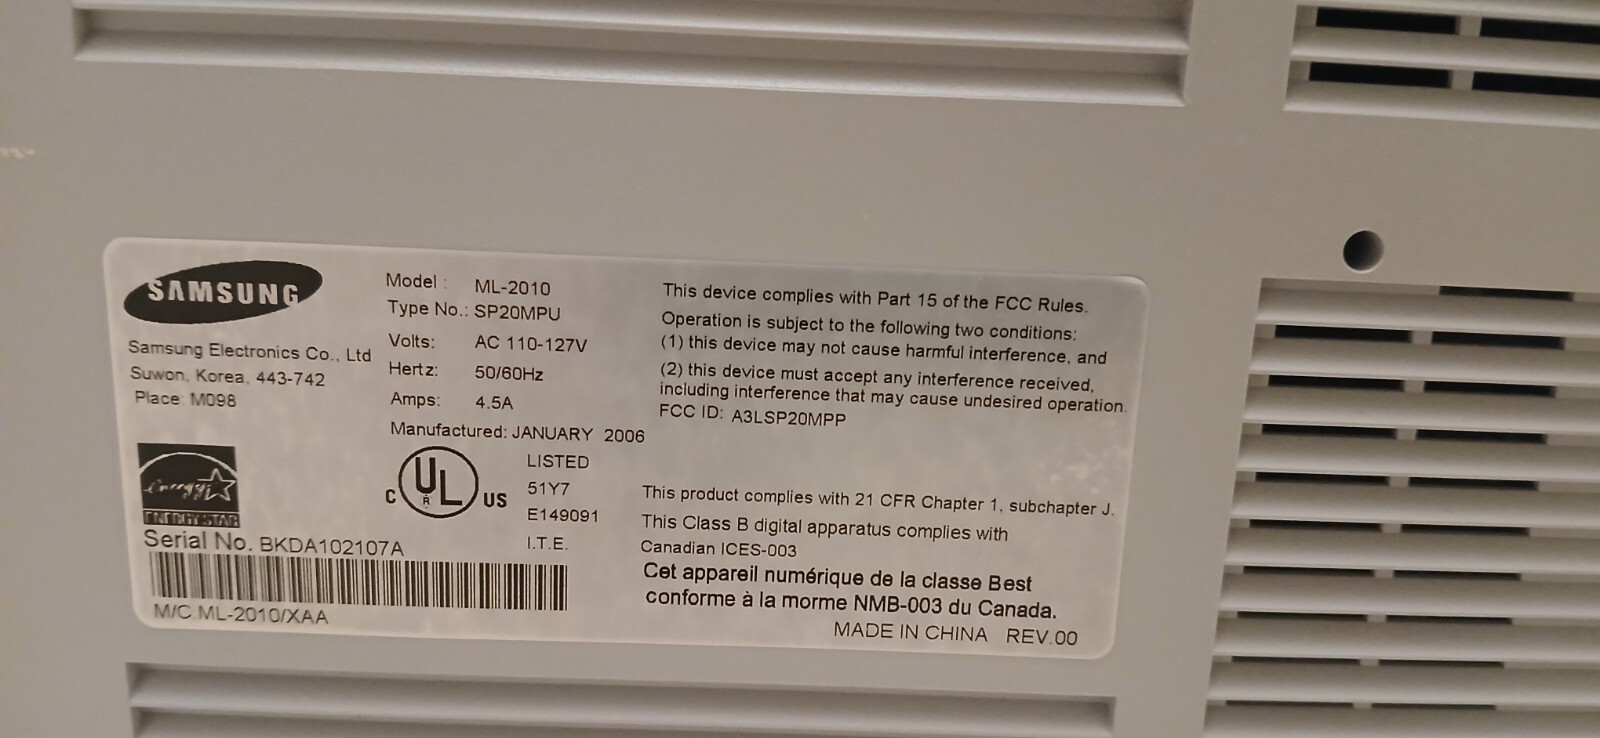 SAMSUNG
Samsung Electronics Co., Ltd
Suwon, Korea, 443-742
Place: M098
Model : ML-2010
Type No.: SP20MPU
Volts: AC 110-127V
Hertz: 50/60Hz
Amps: 4.5A
Manufactured: JANUARY 2006
This device complies with Part 15 of the FCC Rules.
Operation is subject to the following two conditions:
(1) this device may not cause harmful interference, and
(2) this device must accept any interference received,
including interference that may cause undesired operation.
FCC ID: A3LSP20MPP
Energy
ENERGY STAR
C UL R US
LISTED
51Y7
E149091
I.T.E.
This product complies with 21 CFR Chapter 1, subchapter J.
This Class B digital apparatus complies with
Canadian ICES-003
Cet appareil numérique de la classe Best
conforme à la morme NMB-003 du Canada.
Serial No. BKDA102107A
M/C ML-2010/XAA
MADE IN CHINA REV.00